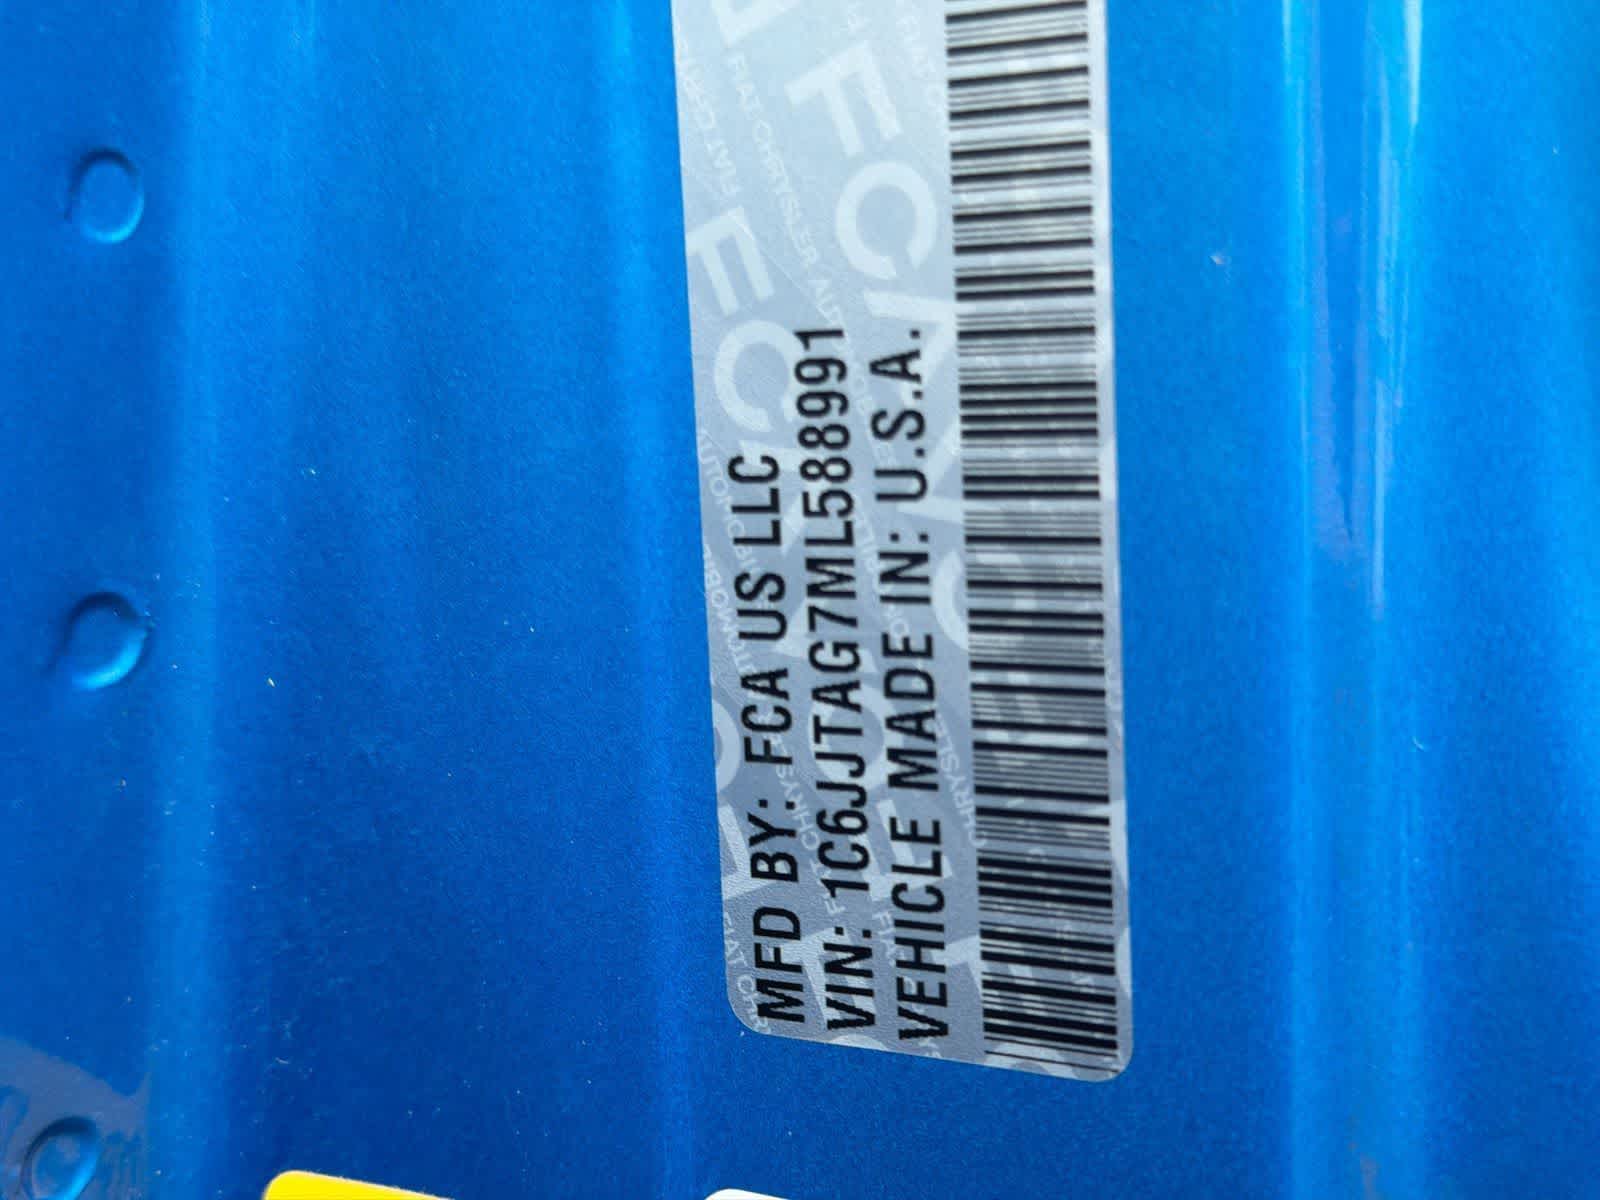 MFD BY: FCA US LLC
VIN: 1C6JJTAG7ML588991
VEHICLE MADE IN: U.S.A.